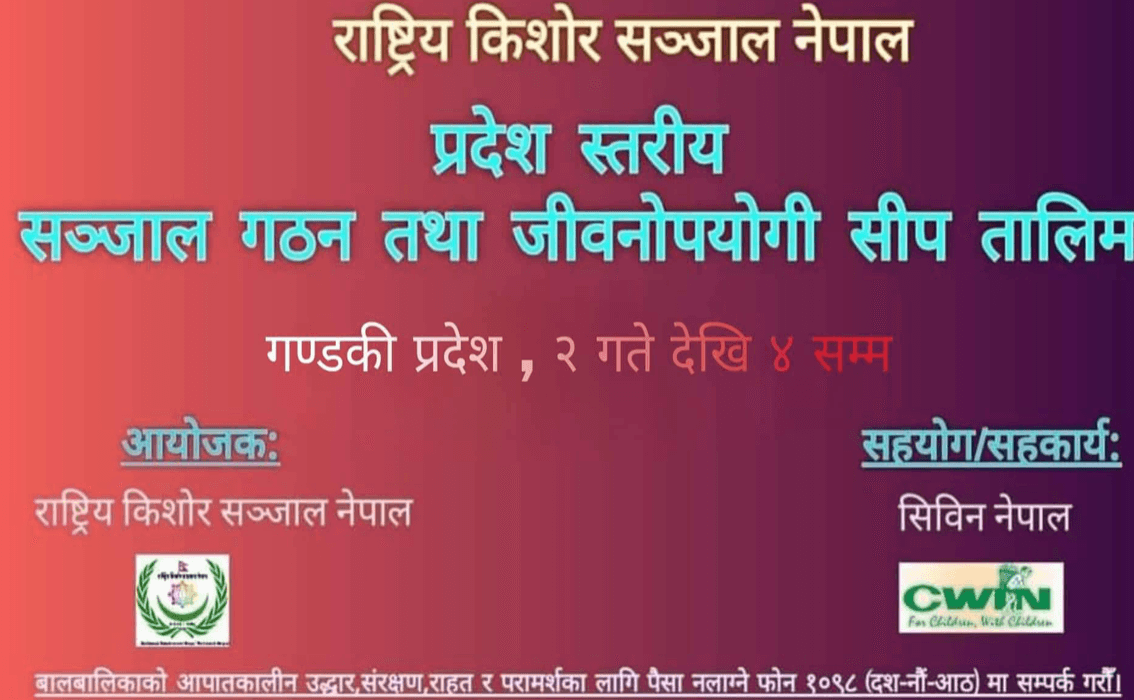 राष्ट्रिय किशोर सञ्जाल नेपाल
प्रदेश स्तरीय
सञ्जाल गठन तथा जीवनोपयोगी सीप तालिम
गण्डकी प्रदेश , २ गते देखि ४ सम्म
आयोजक:
राष्ट्रिय किशोर सञ्जाल नेपाल
सहयोग/सहकार्य:
सिविन नेपाल
CWIN
For Children, With Children
बालबालिकाको आपातकालीन उद्धार,संरक्षण,राहत र परामर्शका लागि पैसा नलाग्ने फोन १०९८ (दश-नौं-आठ) मा सम्पर्क गरौँ।